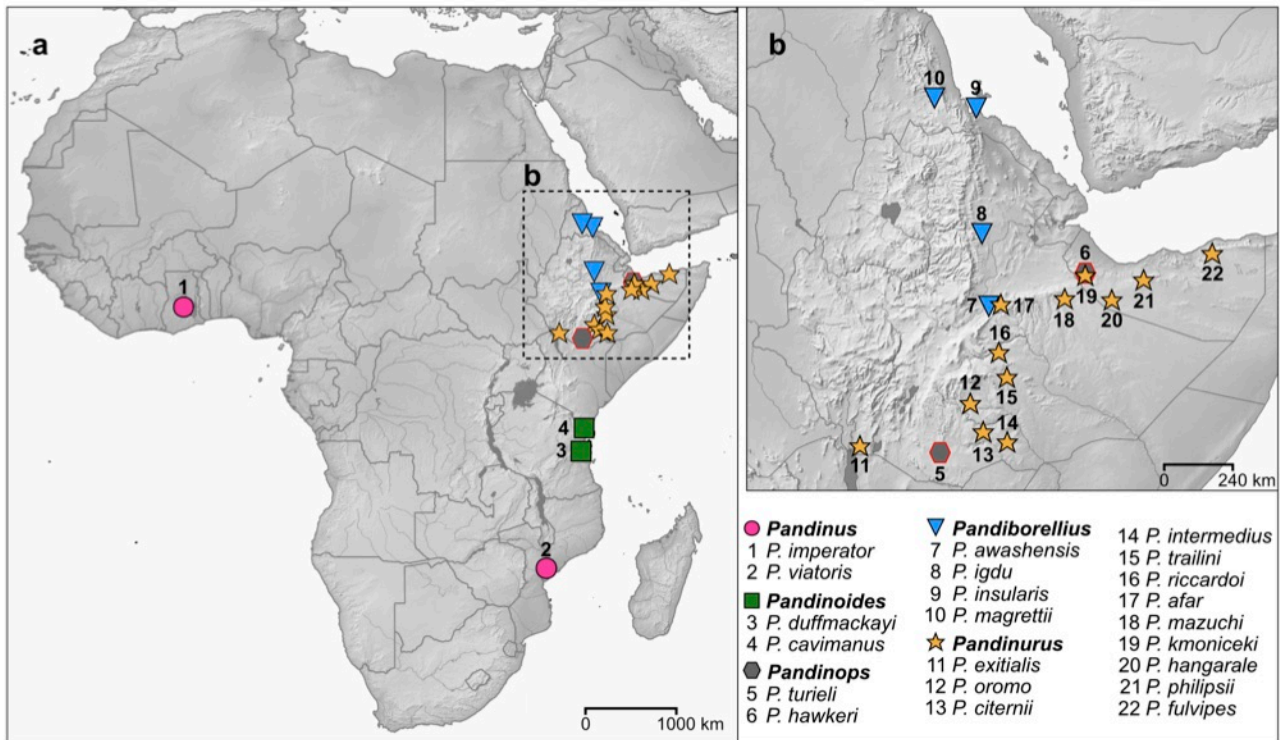 a
b
1
4
3
2
0 1000 km
b
10
9
8
6
22
7
17
19
18
20
21
16
15
12
14
13
11
5
0 240 km
Pandinus
1 P. imperator
2 P. viatoris
Pandinoides
3 P. duffmackayi
4 P. cavimanus
Pandinops
5 P. turieli
6 P. hawkeri
Pandiborellius
7 P. awashensis
8 P. igdu
9 P. insularis
10 P. magrettii
Pandinurus
11 P. exitialis
12 P. oromo
13 P. citernii
14 P. intermedius
15 P. trailini
16 P. riccardoi
17 P. afar
18 P. mazuchi
19 P. kmoniceki
20 P. hangarale
21 P. philipsii
22 P. fulvipes